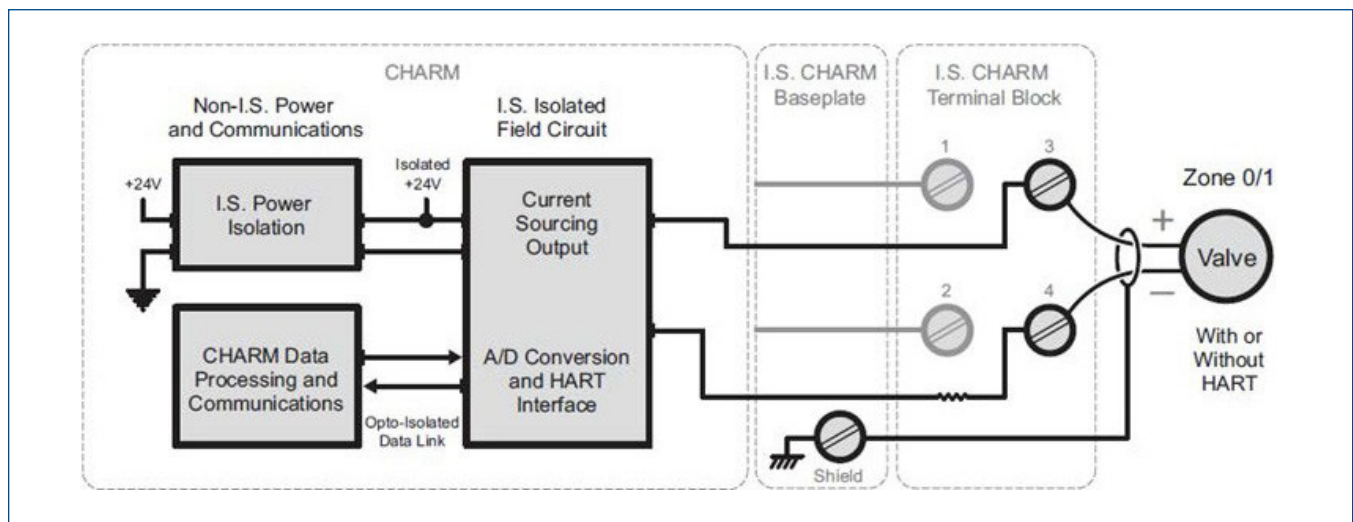 CHARM
I.S. CHARM
Baseplate
I.S. CHARM
Terminal Block
Non-I.S. Power
and Communications
I.S. Isolated
Field Circuit
+24V
I.S. Power
Isolation
Isolated
+24V
Current
Sourcing
Output
1
3
Zone 0/1
+
Valve
−
2
4
With or
Without
HART
CHARM Data
Processing and
Communications
A/D Conversion
and HART
Interface
Opto-Isolated
Data Link
Shield